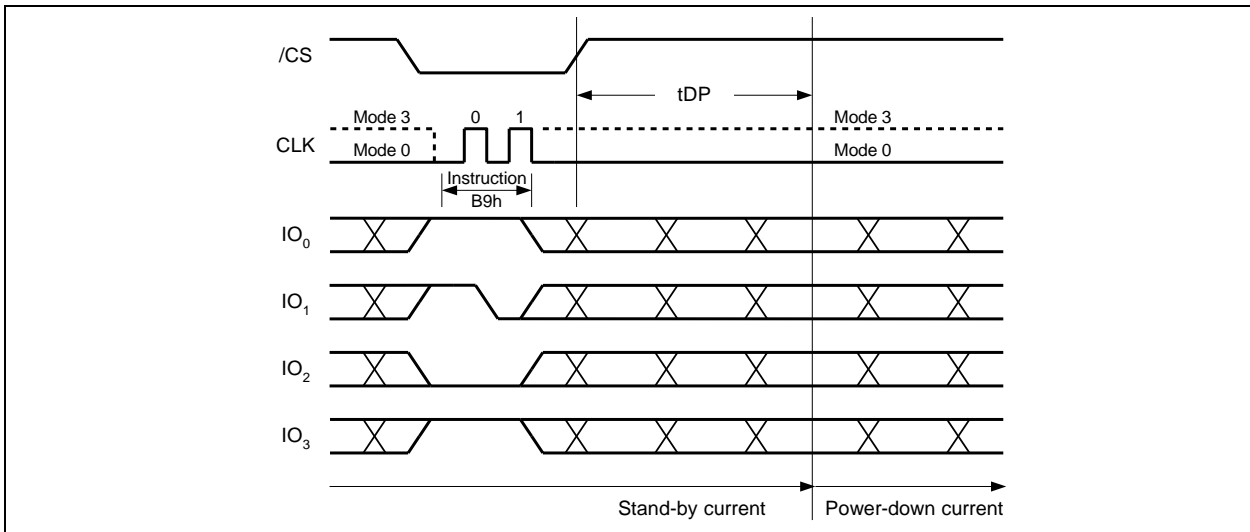 /CS
tDP
Mode 3 0 1 Mode 3
CLK
Mode 0 Mode 0
Instruction
B9h
IO0
IO1
IO2
IO3
Stand-by current Power-down current